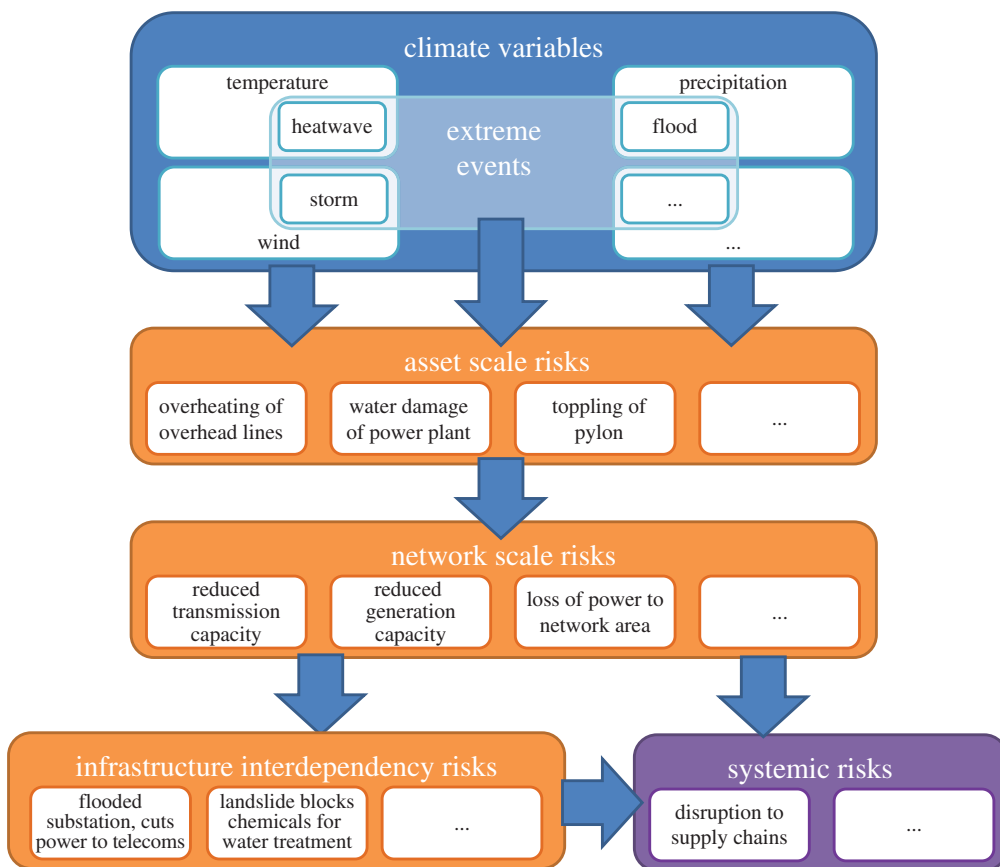 climate variables
temperature
precipitation
heatwave
extreme
events
flood
storm
...
wind
...
asset scale risks
overheating of
overhead lines
water damage
of power plant
toppling of
pylon
...
network scale risks
reduced
transmission
capacity
reduced
generation
capacity
loss of power to
network area
...
infrastructure interdependency risks
flooded
substation, cuts
power to telecoms
landslide blocks
chemicals for
water treatment
...
systemic risks
disruption to
supply chains
...